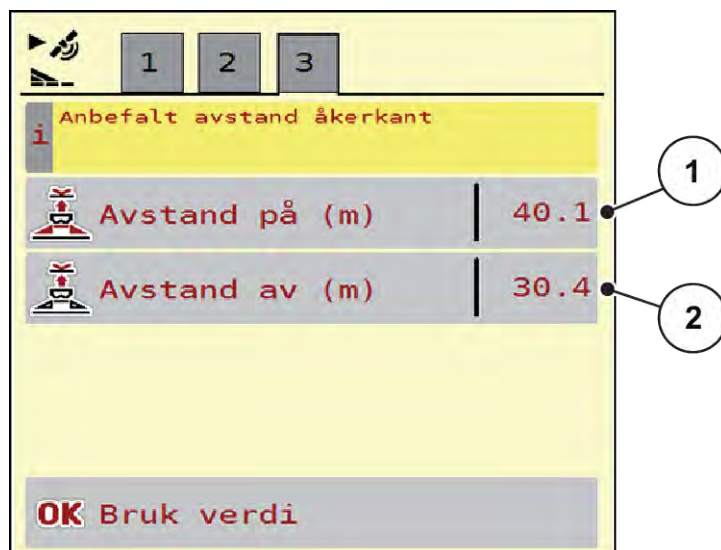 1 2 3
i Anbefalt avstand åkerkant
Avstand på (m) 40.1
1
Avstand av (m) 30.4
2
OK Bruk verdi